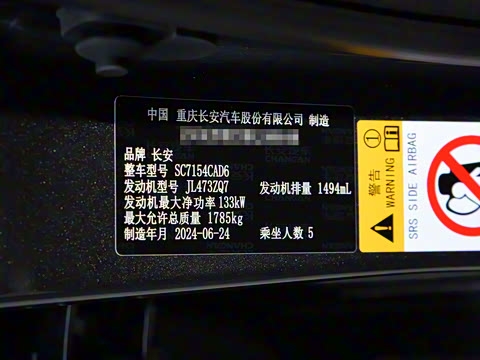 中国 重庆长安汽车股份有限公司 制造
品牌 长安
整车型号 SC7154CAD6
发动机型号 JL473ZQ7 发动机排量 1494mL
发动机最大净功率 133kW
最大允许总质量 1785kg
制造年月 2024-06-24 乘坐人数 5
警告
WARNING
SRS SIDE AIRBAG